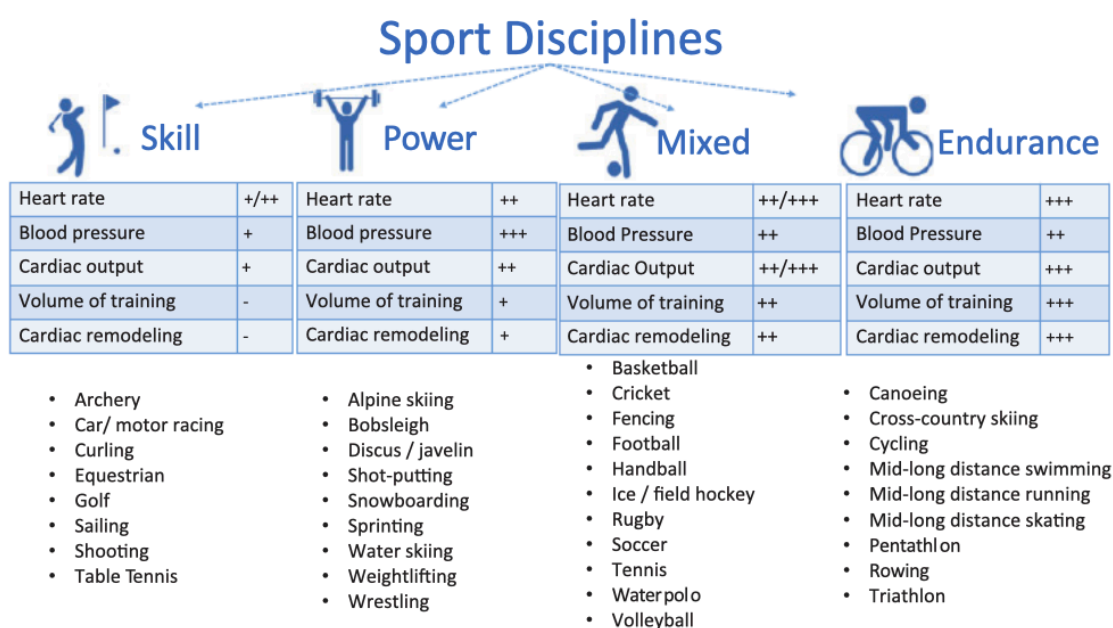 Sport Disciplines
Skill
Heart rate +/++
Blood pressure +
Cardiac output +
Volume of training -
Cardiac remodeling -
• Archery
• Car/ motor racing
• Curling
• Equestrian
• Golf
• Sailing
• Shooting
• Table Tennis
Power
Heart rate ++
Blood pressure +++
Cardiac output ++
Volume of training +
Cardiac remodeling +
• Alpine skiing
• Bobsleigh
• Discus / javelin
• Shot-putting
• Snowboarding
• Sprinting
• Water skiing
• Weightlifting
• Wrestling
Mixed
Heart rate ++/+++
Blood Pressure ++
Cardiac Output ++/+++
Volume of training ++
Cardiac remodeling ++
• Basketball
• Cricket
• Fencing
• Football
• Handball
• Ice / field hockey
• Rugby
• Soccer
• Tennis
• Waterpolo
• Volleyball
Endurance
Heart rate +++
Blood Pressure ++
Cardiac output +++
Volume of training +++
Cardiac remodeling +++
• Canoeing
• Cross-country skiing
• Cycling
• Mid-long distance swimming
• Mid-long distance running
• Mid-long distance skating
• Pentathlon
• Rowing
• Triathlon